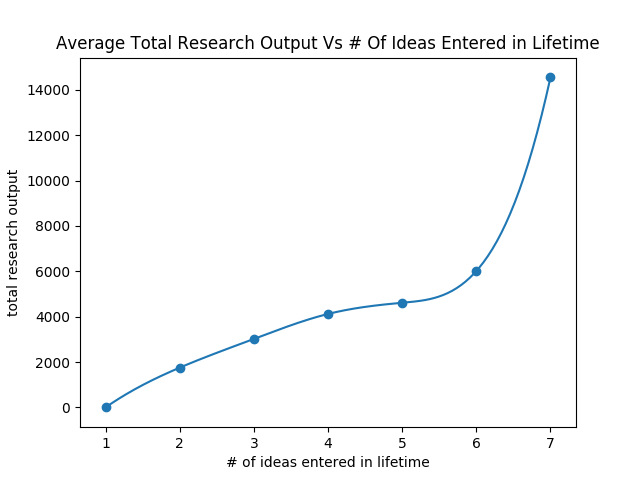 Average Total Research Output Vs # Of Ideas Entered in Lifetime
total research output
14000
12000
10000
8000
6000
4000
2000
0
1 2 3 4 5 6 7
# of ideas entered in lifetime